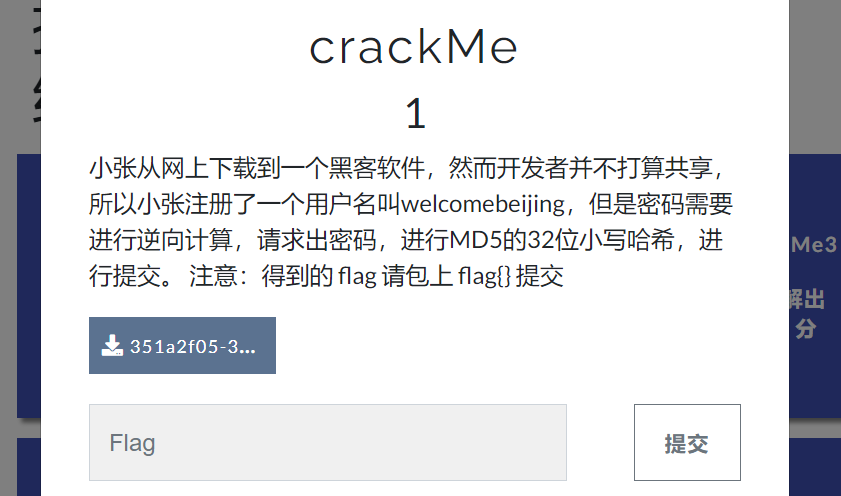 crackMe
1
小张从网上下载到一个黑客软件，然而开发者并不打算共享，
所以小张注册了一个用户名叫welcomebeijing，但是密码需要
进行逆向计算，请求出密码，进行MD5的32位小写哈希，进
行提交。 注意：得到的 flag 请包上 flag{} 提交
Me3
解出
分
351a2f05-3...
Flag
提交